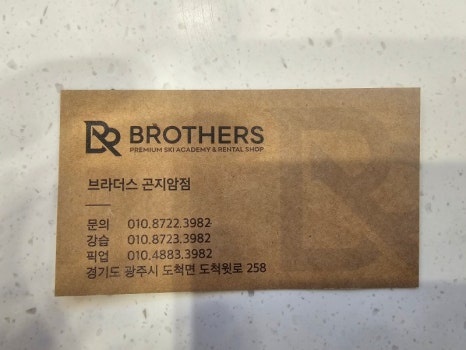 BR BROTHERS
PREMIUM SKI ACADEMY & RENTAL SHOP
브라더스 곤지암점
문의 010.8722.3982
강습 010.8723.3982
픽업 010.4883.3982
경기도 광주시 도척면 도척윗로 258